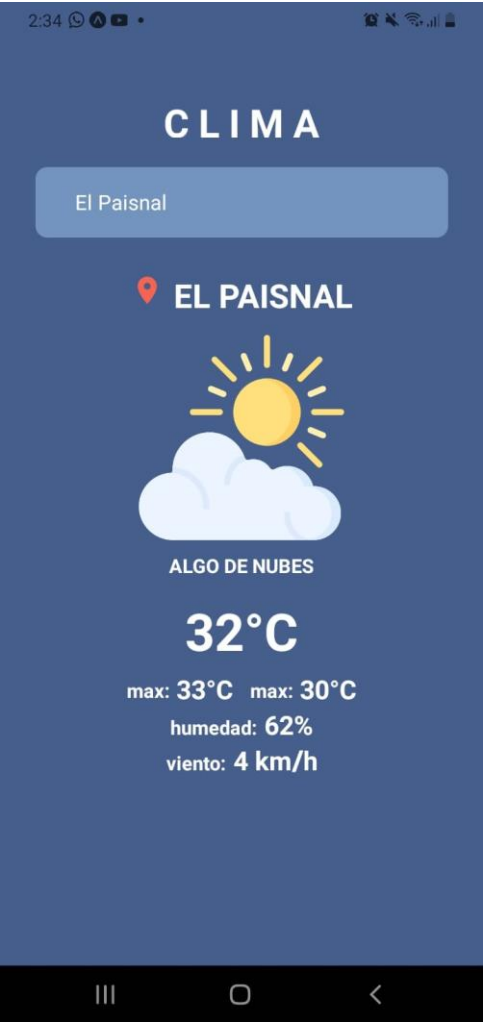 2:34
CLIMA
El Paisnal
EL PAISNAL
ALGO DE NUBES
32°C
max: 33°C max: 30°C
humedad: 62%
viento: 4 km/h